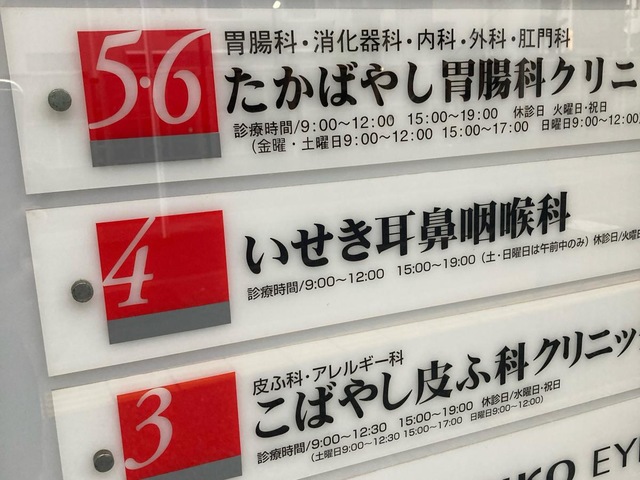 5・6
胃腸科・消化器科・内科・外科・肛門科
たかばやし胃腸科クリニ
診療時間/9:00〜12:00 15:00〜19:00 休診日 火曜日・祝日
(金曜・土曜日9:00〜12:00 15:00〜17:00 日曜日9:00〜12:00)
4
いせき耳鼻咽喉科
診療時間/9:00〜12:00 15:00〜19:00 (土・日曜日は午前中のみ) 休診日/火曜
3
皮ふ科・アレルギー科
こばやし皮ふ科クリニッ
診療時間/9:00〜12:30 15:00〜19:00 休診日/水曜日・祝日
(土曜日9:00〜12:30 15:00〜17:00 日曜日9:00〜12:00)
KO EYE